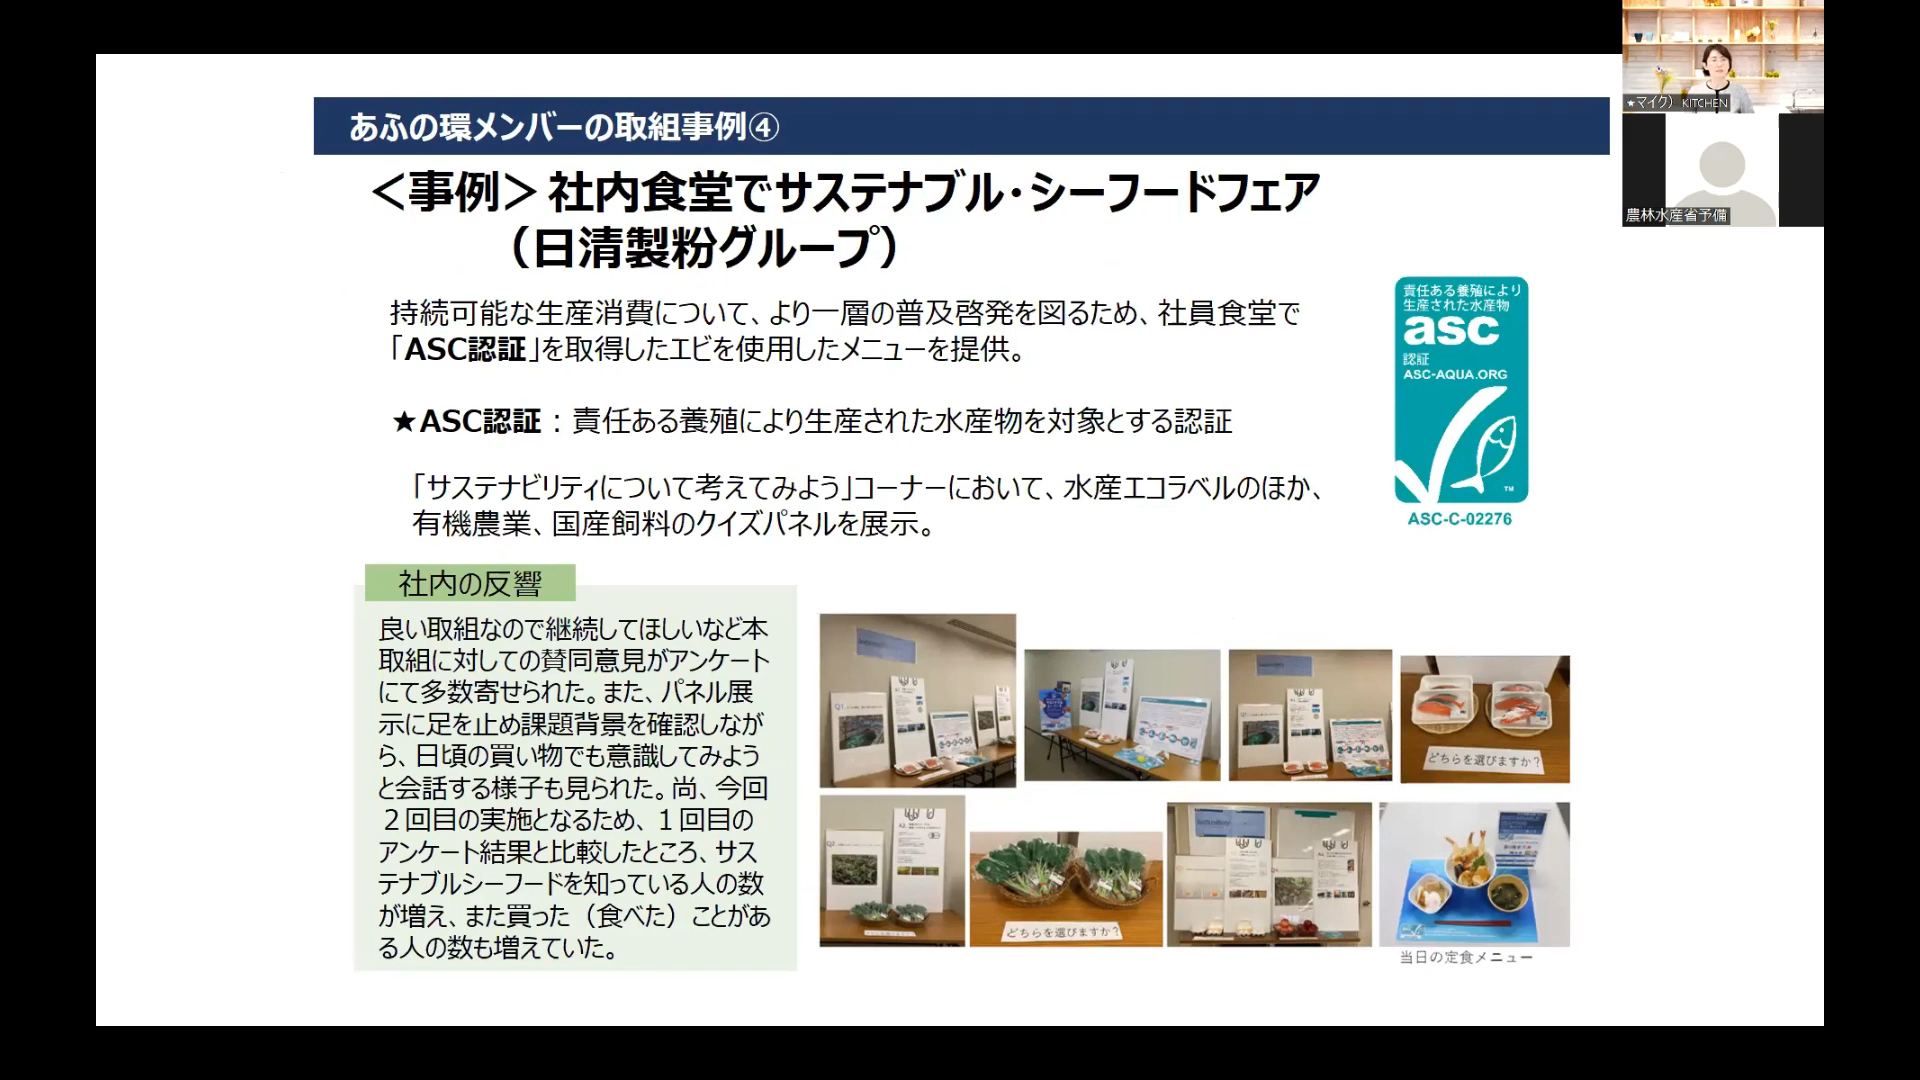 あふの環メンバーの取組事例④
＜事例＞社内食堂でサステナブル・シーフードフェア
（日清製粉グループ）
持続可能な生産消費について、より一層の普及啓発を図るため、社員食堂で
「ASC認証」を取得したエビを使用したメニューを提供。
★ASC認証：責任ある養殖により生産された水産物を対象とする認証
「サステナビリティについて考えてみよう」コーナーにおいて、水産エコラベルのほか、
有機農業、国産飼料のクイズパネルを展示。
責任ある養殖により
生産された水産物
asc
認証
ASC-AQUA.ORG
TM
ASC-C-02276
社内の反響
良い取組なので継続してほしいなど本
取組に対しての賛同意見がアンケート
にて多数寄せられた。また、パネル展
示に足を止め課題背景を確認しなが
ら、日頃の買い物でも意識してみよう
と会話する様子も見られた。尚、今回
２回目の実施となるため、１回目の
アンケート結果と比較したところ、サス
テナブルシーフードを知っている人の数
が増え、また買った（食べた）ことがあ
る人の数も増えていた。
どちらを選びますか？
どちらを選びますか？
当日の定食メニュー
★マイク） KITCHEN
農林水産省予備